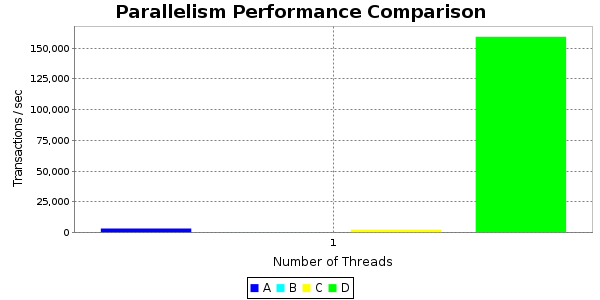 Parallelism Performance Comparison
Transactions / sec
150,000
125,000
100,000
75,000
50,000
25,000
0
1
Number of Threads
A B C D